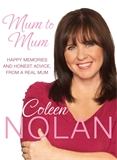 Mum to Mum
HAPPY MEMORIES
AND HONEST ADVICE,
FROM A REAL MUM
Coleen
NOLAN